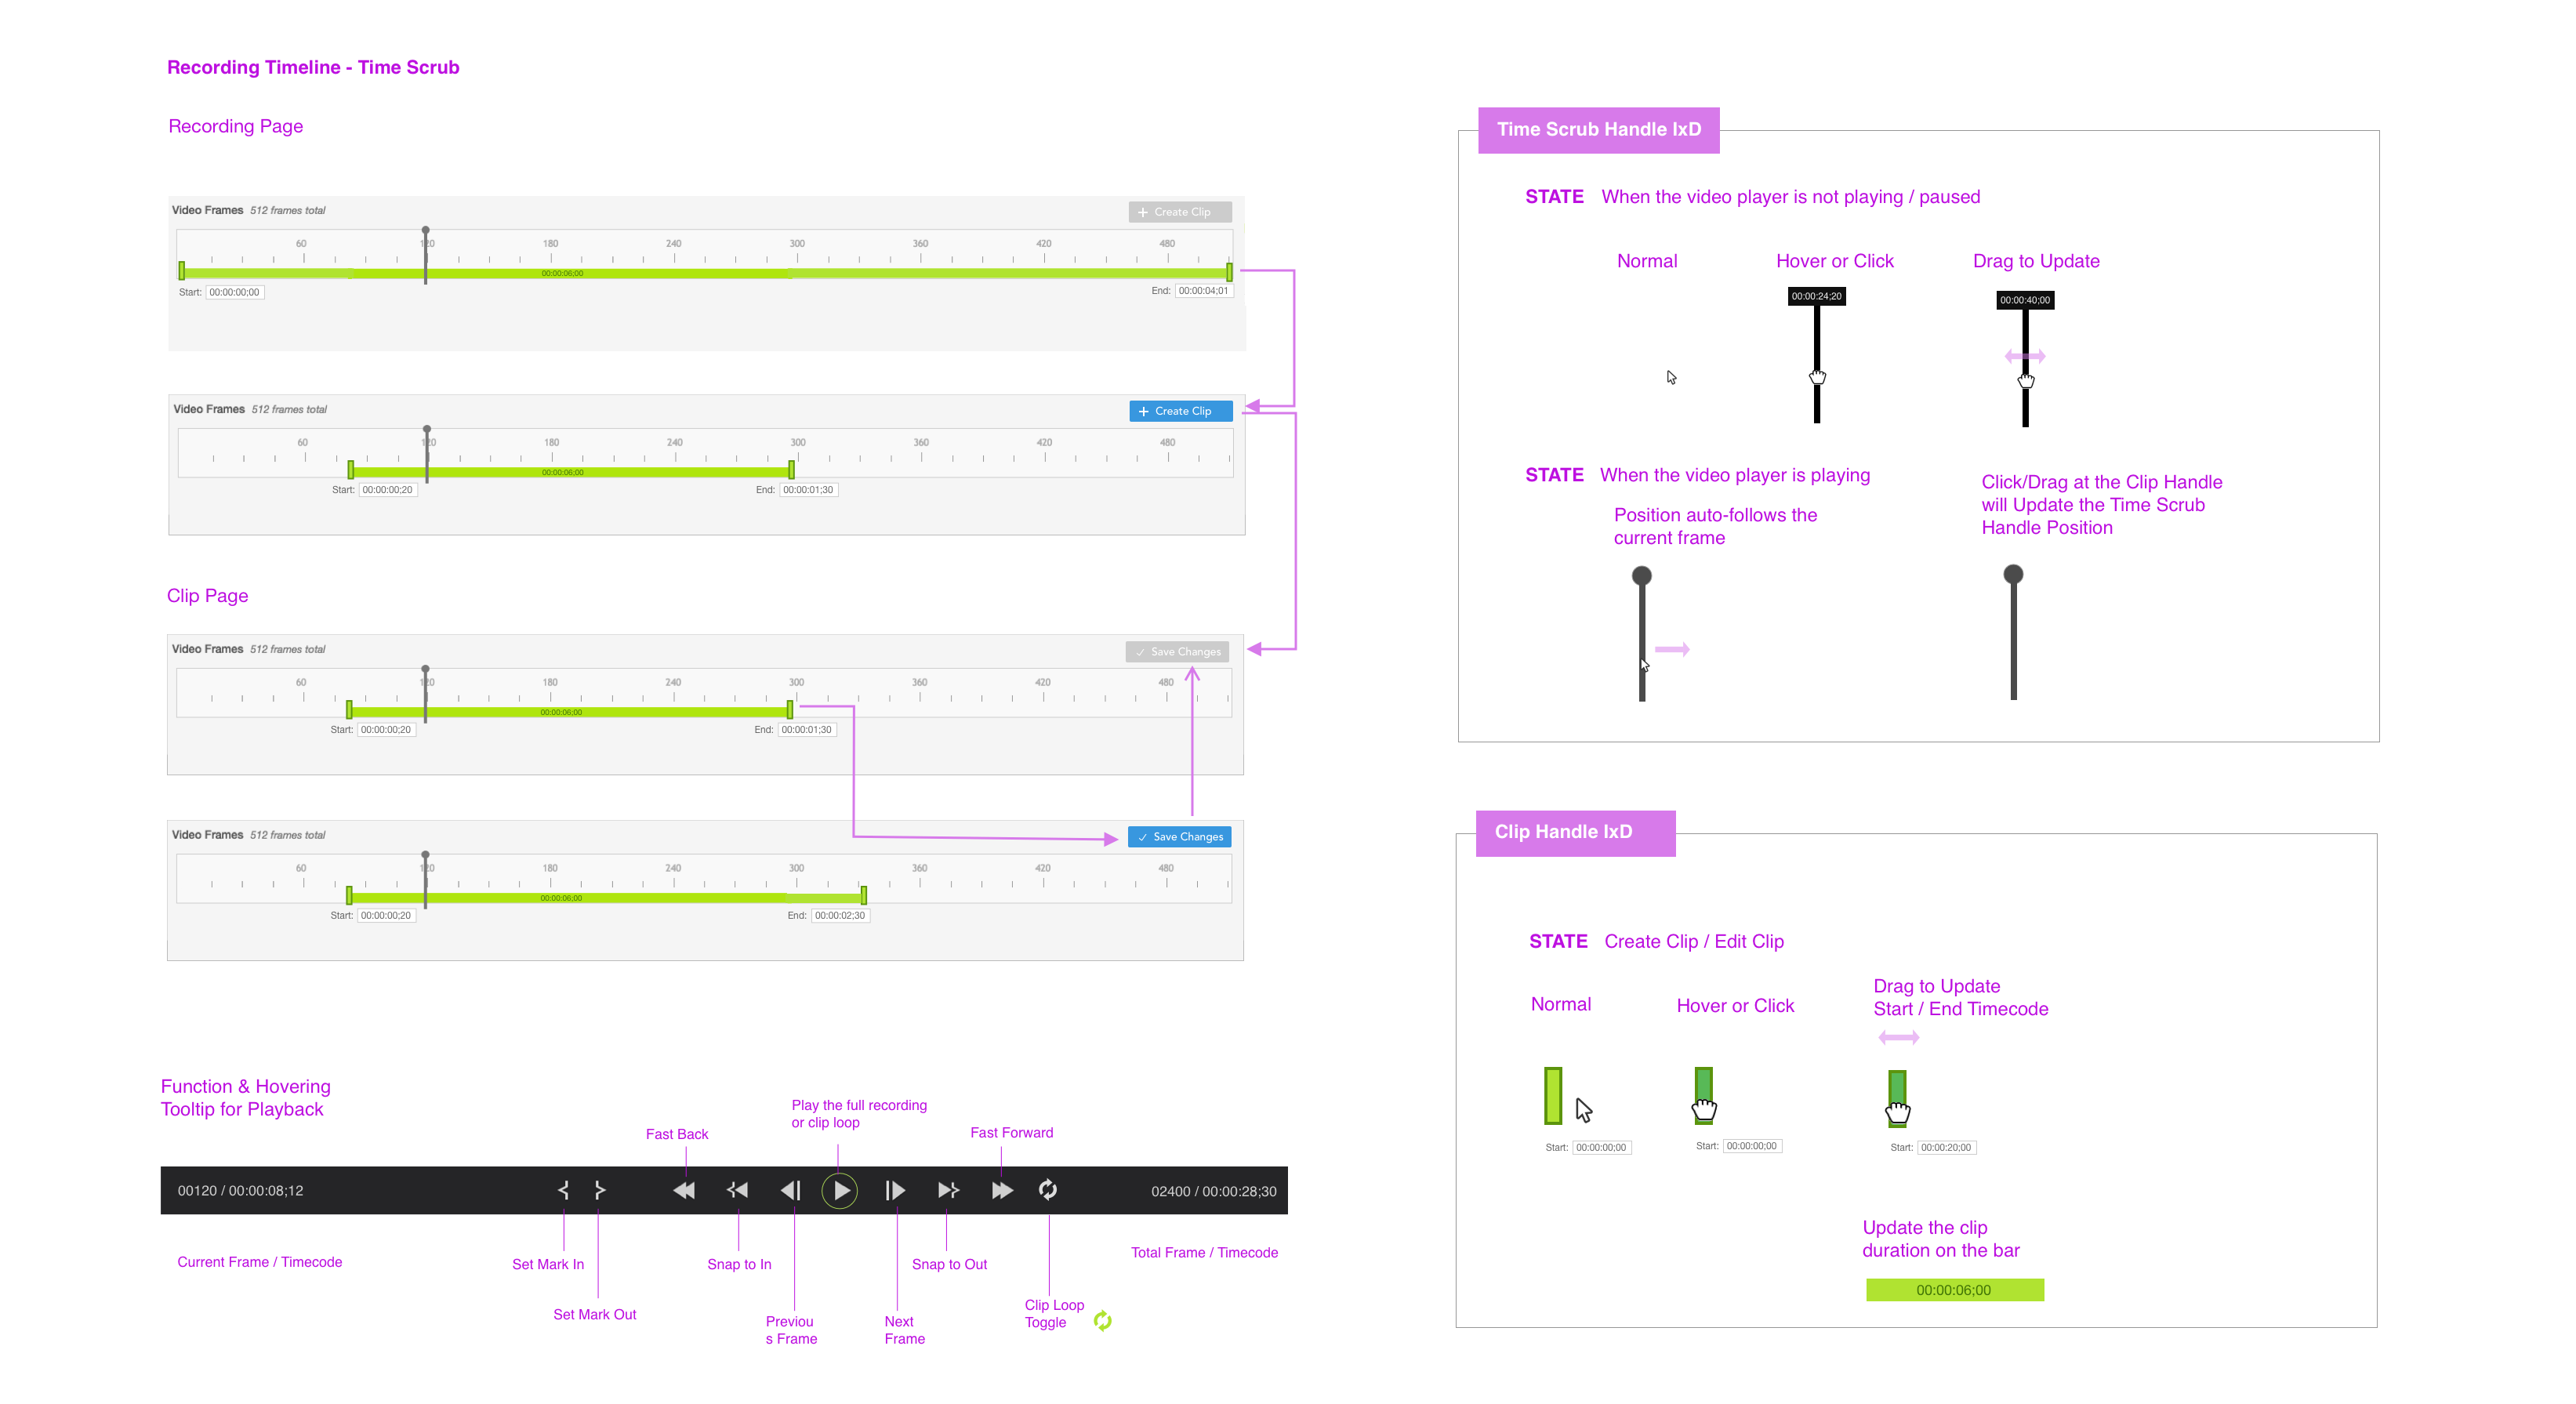 Recording Timeline - Time Scrub
Recording Page
Video Frames 512 frames total
+ Create Clip
60 120 180 240 300 360 420 480
00:00:06;00
Start: 00:00:00;00
End: 00:00:04;01
Video Frames 512 frames total
+ Create Clip
60 120 180 240 300 360 420 480
00:00:06;00
Start: 00:00:00;20
End: 00:00:01;30
Clip Page
Video Frames 512 frames total
✓ Save Changes
60 120 180 240 300 360 420 480
00:00:06;00
Start: 00:00:00;20
End: 00:00:01;30
Video Frames 512 frames total
✓ Save Changes
60 120 180 240 300 360 420 480
00:00:06;00
Start: 00:00:00;20
End: 00:00:02;30
Function & Hovering
Tooltip for Playback
Play the full recording
or clip loop
Fast Back
Fast Forward
00120 / 00:00:08;12
02400 / 00:00:28;30
Current Frame / Timecode
Set Mark In
Set Mark Out
Snap to In
Previou
s Frame
Next
Frame
Snap to Out
Clip Loop
Toggle
Total Frame / Timecode
Time Scrub Handle IxD
STATE When the video player is not playing / paused
Normal
Hover or Click
Drag to Update
00:00:24;20
00:00:40;00
STATE When the video player is playing
Position auto-follows the
current frame
Click/Drag at the Clip Handle
will Update the Time Scrub
Handle Position
Clip Handle IxD
STATE Create Clip / Edit Clip
Normal
Hover or Click
Drag to Update
Start / End Timecode
Start: 00:00:00;00
Start: 00:00:00;00
Start: 00:00:20;00
Update the clip
duration on the bar
00:00:06;00